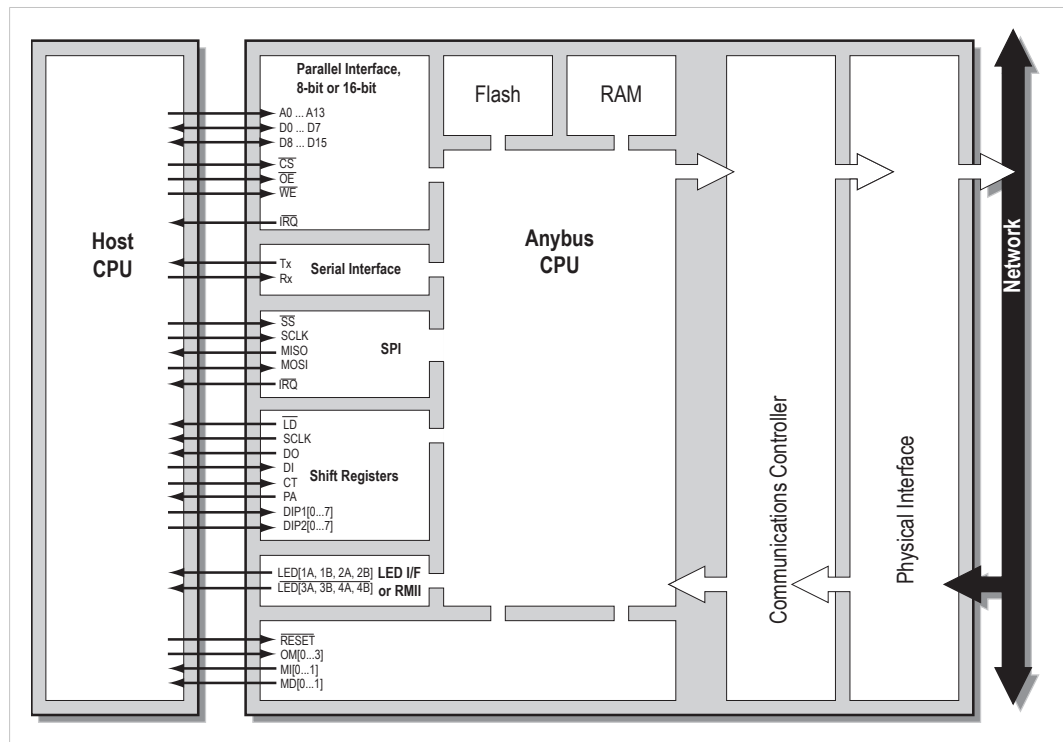 Host
CPU
Parallel Interface,
8-bit or 16-bit
A0 ... A13
D0 ... D7
D8 ... D15
CS
OE
WE
IRQ
Tx
Rx
Serial Interface
SS
SCLK
MISO
MOSI
IRQ
SPI
LD
SCLK
DO
DI
CT
PA
DIP1[0...7]
DIP2[0...7]
Shift Registers
LED[1A, 1B, 2A, 2B]
LED[3A, 3B, 4A, 4B]
LED I/F
or RMII
RESET
OM[0...3]
MI[0...1]
MD[0...1]
Flash
RAM
Anybus
CPU
Communications Controller
Physical Interface
Network